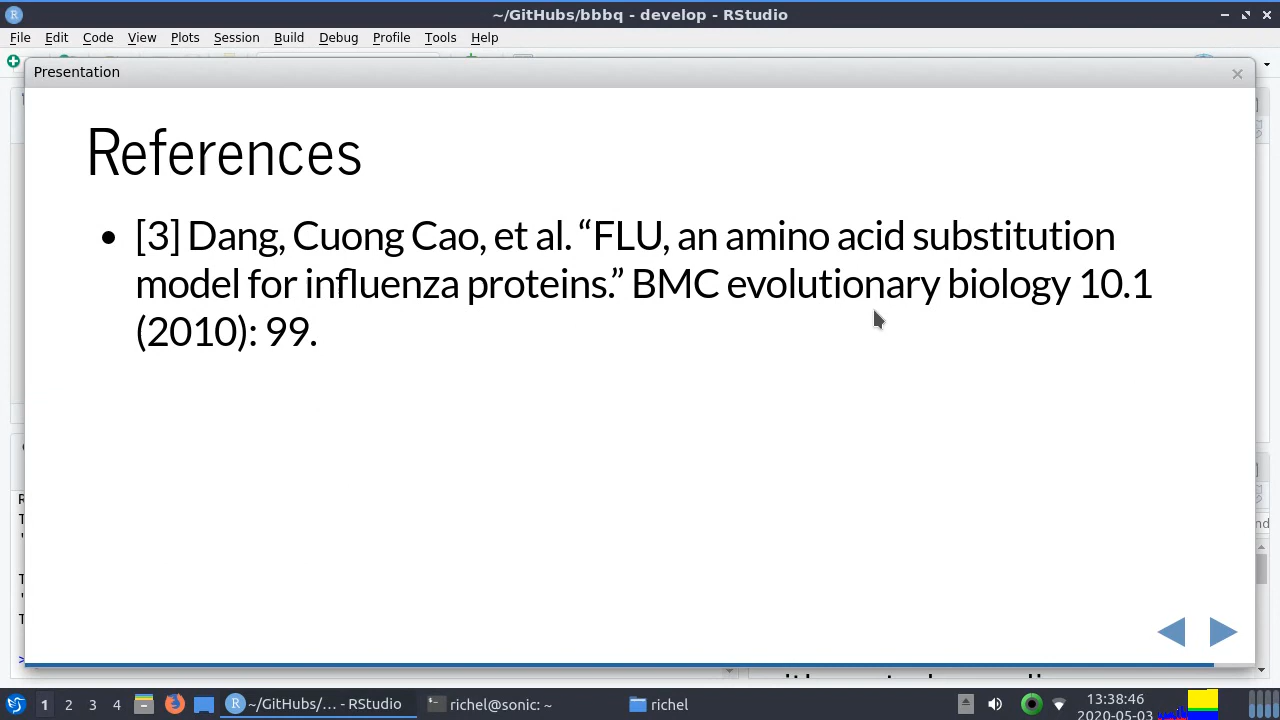 ~/GitHubs/bbbq - develop - RStudio
File Edit Code View Plots Session Build Debug Profile Tools Help
Presentation
References
• [3] Dang, Cuong Cao, et al. “FLU, an amino acid substitution
model for influenza proteins.” BMC evolutionary biology 10.1
(2010): 99.
1 2 3 4 ~/GitHubs/... - RStudio richel@sonic: ~ richel 13:38:46
2020-05-03